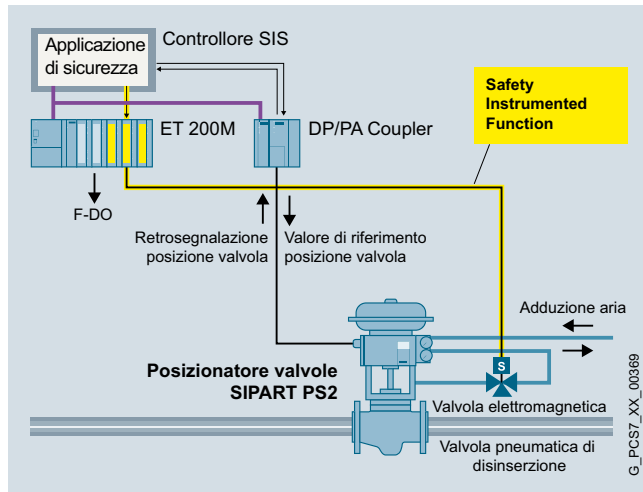 Applicazione
di sicurezza
Controllore SIS
Safety
Instrumented
Function
ET 200M
DP/PA Coupler
F-DO
Retrosegnalazione
posizione valvola
Valore di riferimento
posizione valvola
Adduzione aria
Posizionatore valvole
SIPART PS2
S
Valvola elettromagnetica
Valvola pneumatica di
disinserzione
G_PCS7_XX_00369